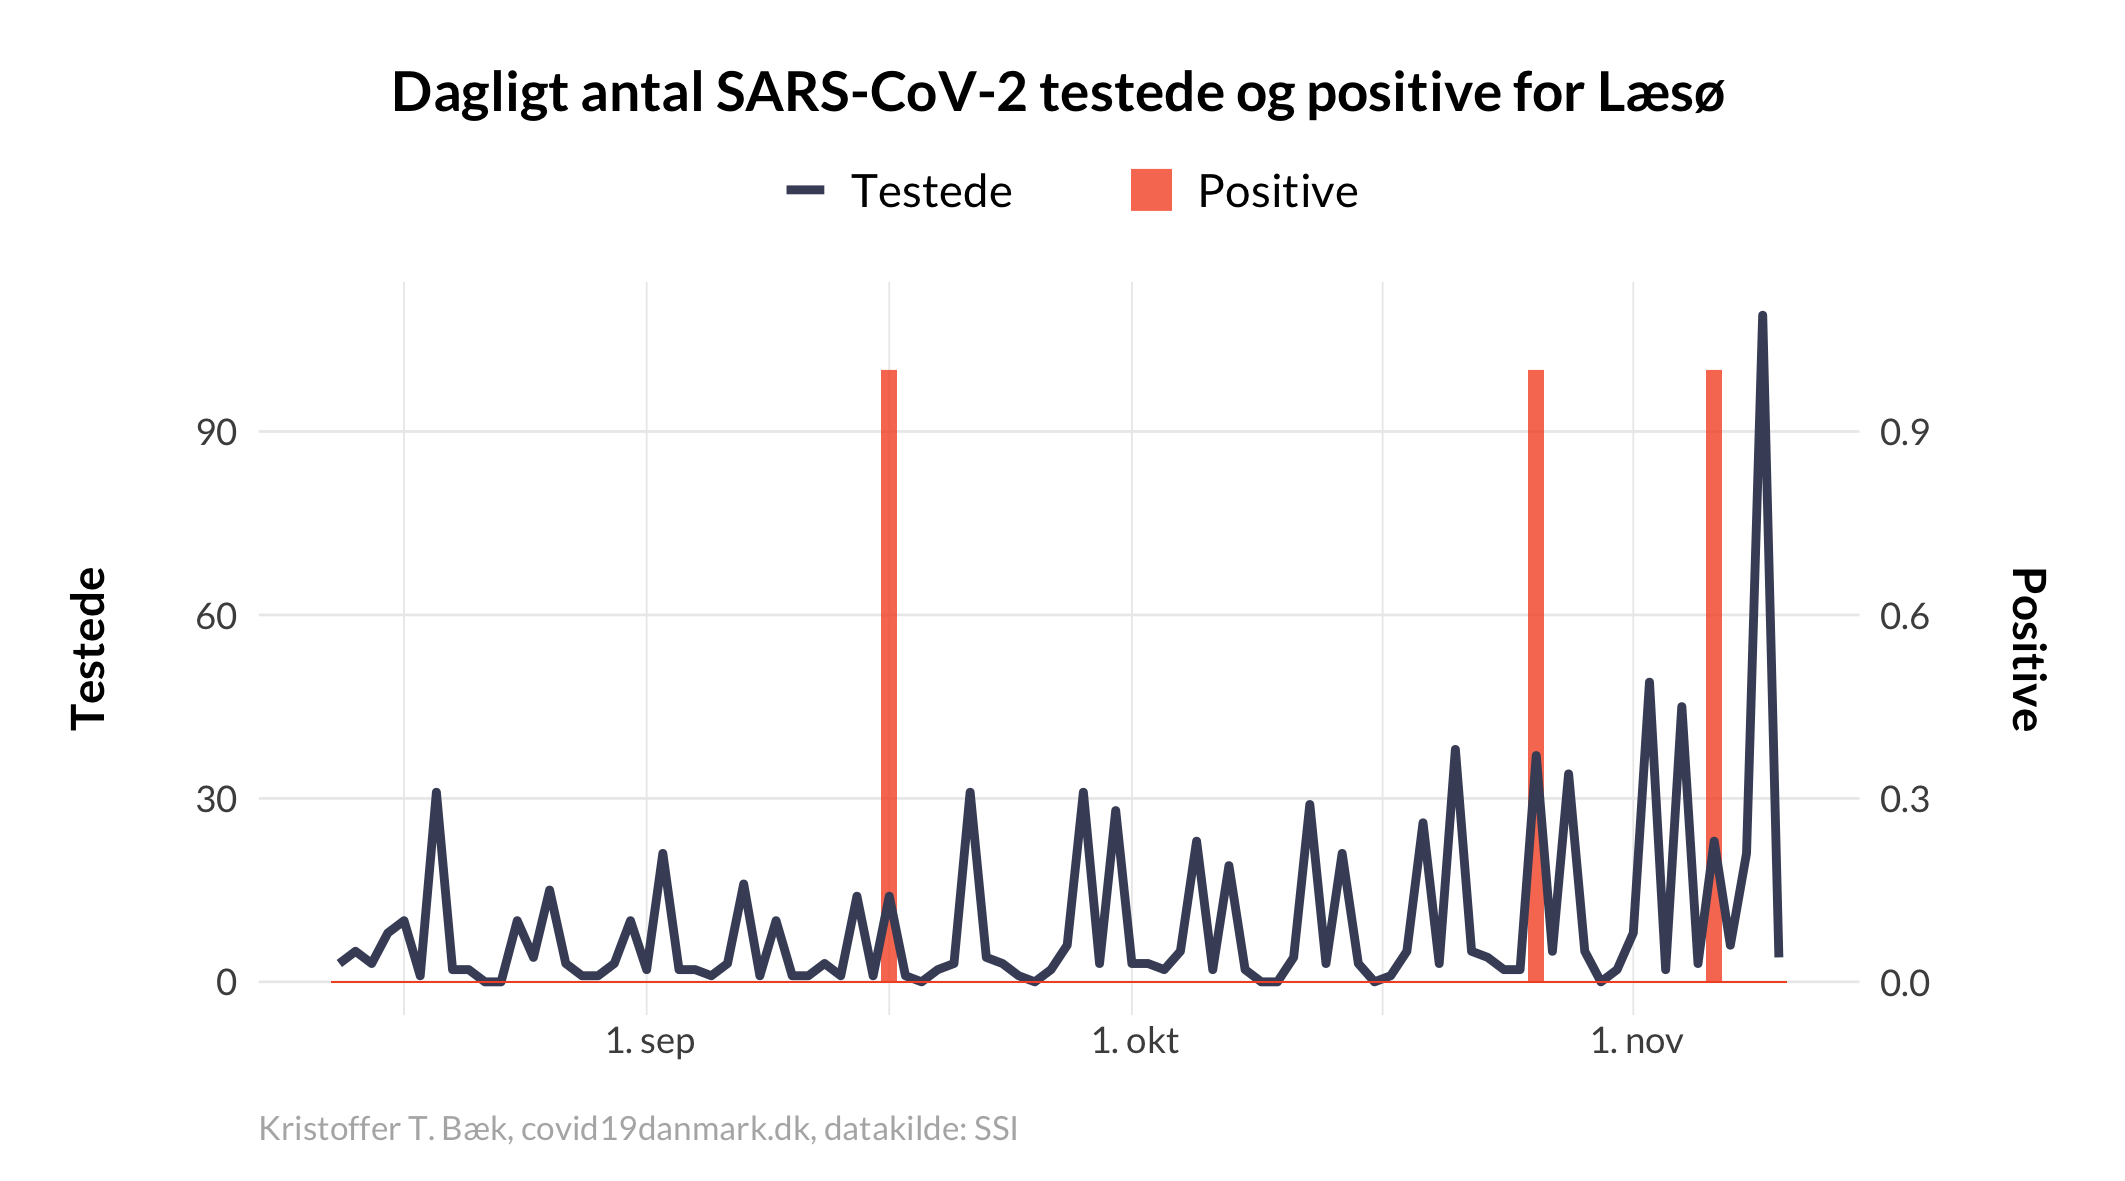 Dagligt antal SARS-CoV-2 testede og positive for Læsø
Testede Positive
90 0.9
60 0.6
Testede Positive
30 0.3
0 0.0
1. sep 1. okt 1. nov
Kristoffer T. Bæk, covid19danmark.dk, datakilde: SSI